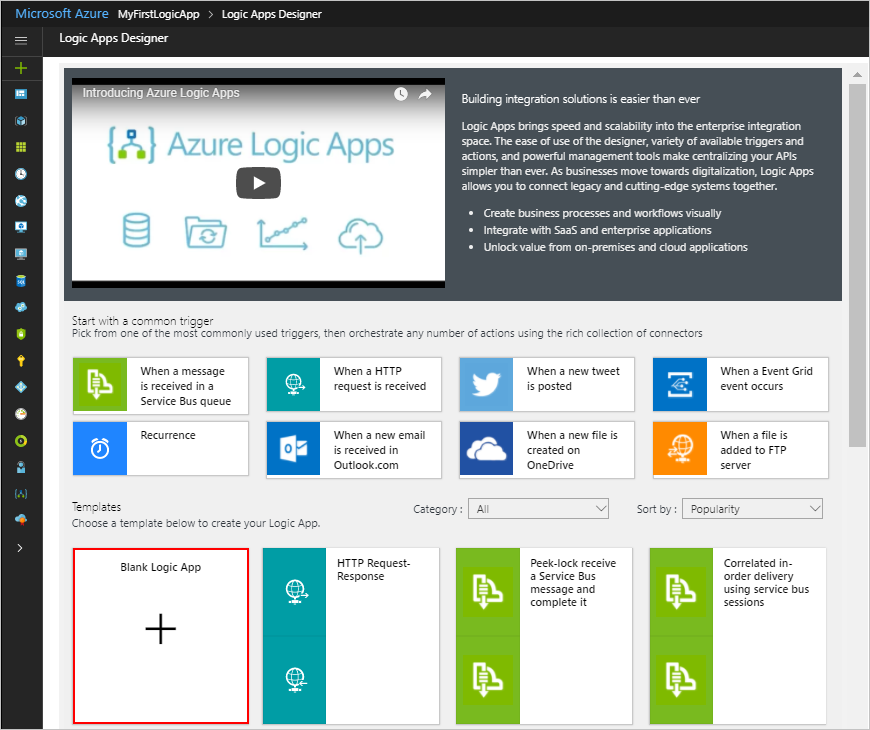 Microsoft Azure MyFirstLogicApp > Logic Apps Designer
Logic Apps Designer
Introducing Azure Logic Apps
Azure Logic Apps
Building integration solutions is easier than ever
Logic Apps brings speed and scalability into the enterprise integration
space. The ease of use of the designer, variety of available triggers and
actions, and powerful management tools make centralizing your APIs
simpler than ever. As businesses move towards digitalization, Logic Apps
allows you to connect legacy and cutting-edge systems together.
• Create business processes and workflows visually
• Integrate with SaaS and enterprise applications
• Unlock value from on-premises and cloud applications
Start with a common trigger
Pick from one of the most commonly used triggers, then orchestrate any number of actions using the rich collection of connectors
When a message
is received in a
Service Bus queue
When a HTTP
request is received
When a new tweet
is posted
When a Event Grid
event occurs
Recurrence
When a new email
is received in
Outlook.com
When a new file is
created on
OneDrive
When a file is
added to FTP
server
Templates
Choose a template below to create your Logic App.
Category : All
Sort by : Popularity
Blank Logic App
HTTP Request-
Response
Peek-lock receive
a Service Bus
message and
complete it
Correlated in-
order delivery
using service bus
sessions